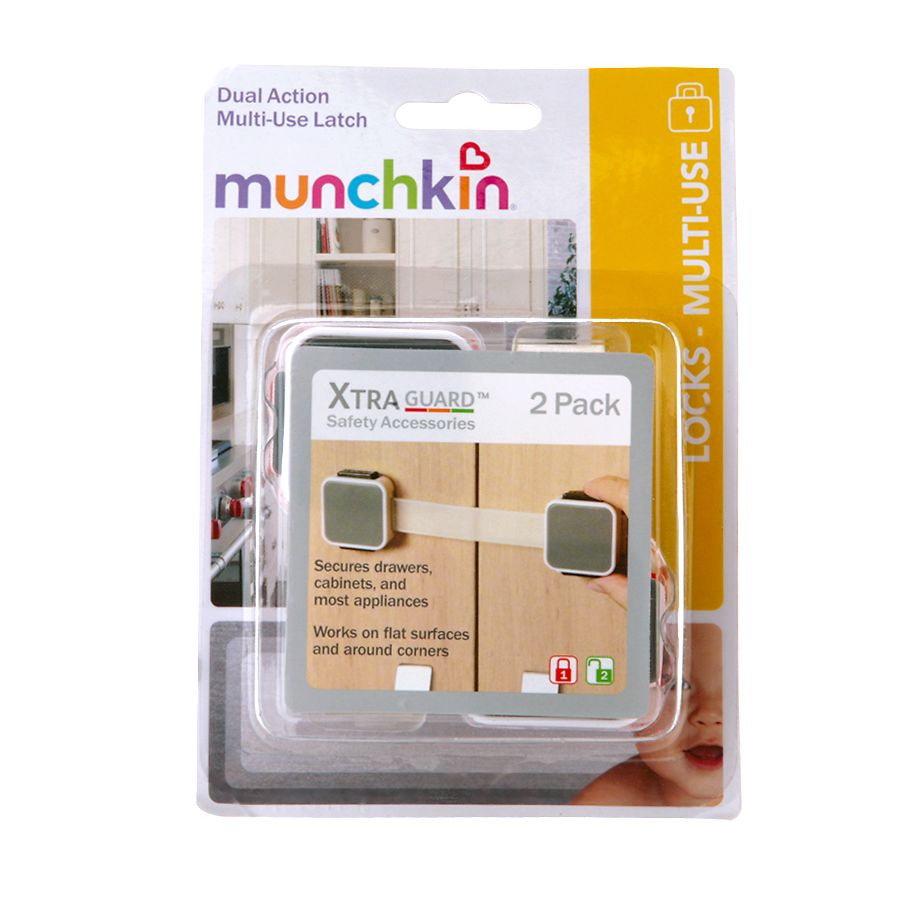 Dual Action
Multi-Use Latch
munchkin®
LOCKS - MULTI-USE
XTRA GUARD™
2 Pack
Safety Accessories
Secures drawers,
cabinets, and
most appliances
Works on flat surfaces
and around corners
1
2